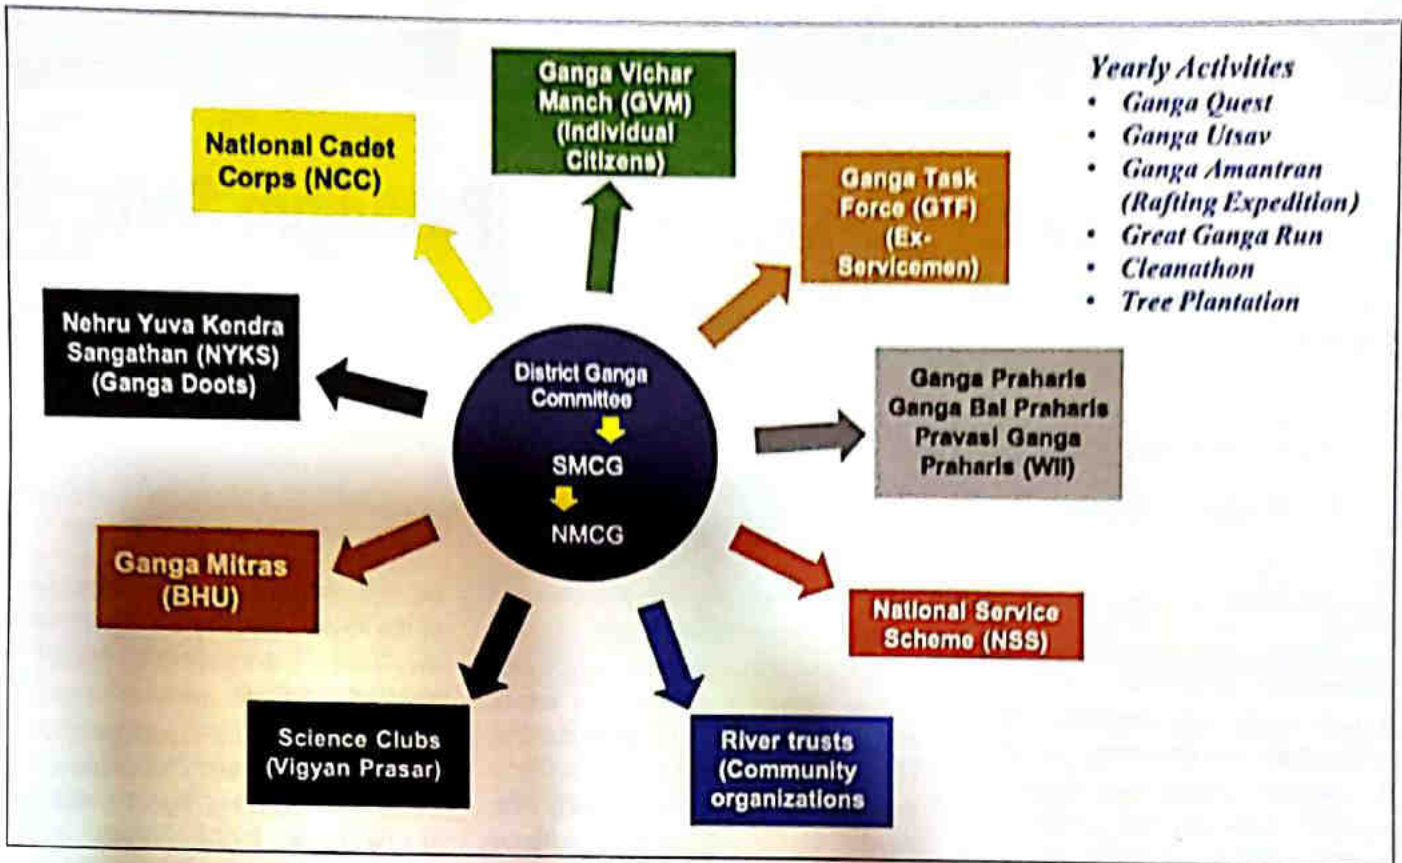 Ganga Vichar
Manch (GVM)
(Individual
Citizens)
Yearly Activities
• Ganga Quest
• Ganga Utsav
• Ganga Amantran
(Rafting Expedition)
• Great Ganga Run
• Cleanathon
• Tree Plantation
National Cadet
Corps (NCC)
Ganga Task
Force (GTF)
(Ex-
Servicemen)
Nehru Yuva Kendra
Sangathan (NYKS)
(Ganga Doots)
District Ganga
Committee
SMCG
NMCG
Ganga Praharis
Ganga Bal Praharis
Pravasi Ganga
Praharis (WII)
Ganga Mitras
(BHU)
National Service
Scheme (NSS)
Science Clubs
(Vigyan Prasar)
River trusts
(Community
organizations